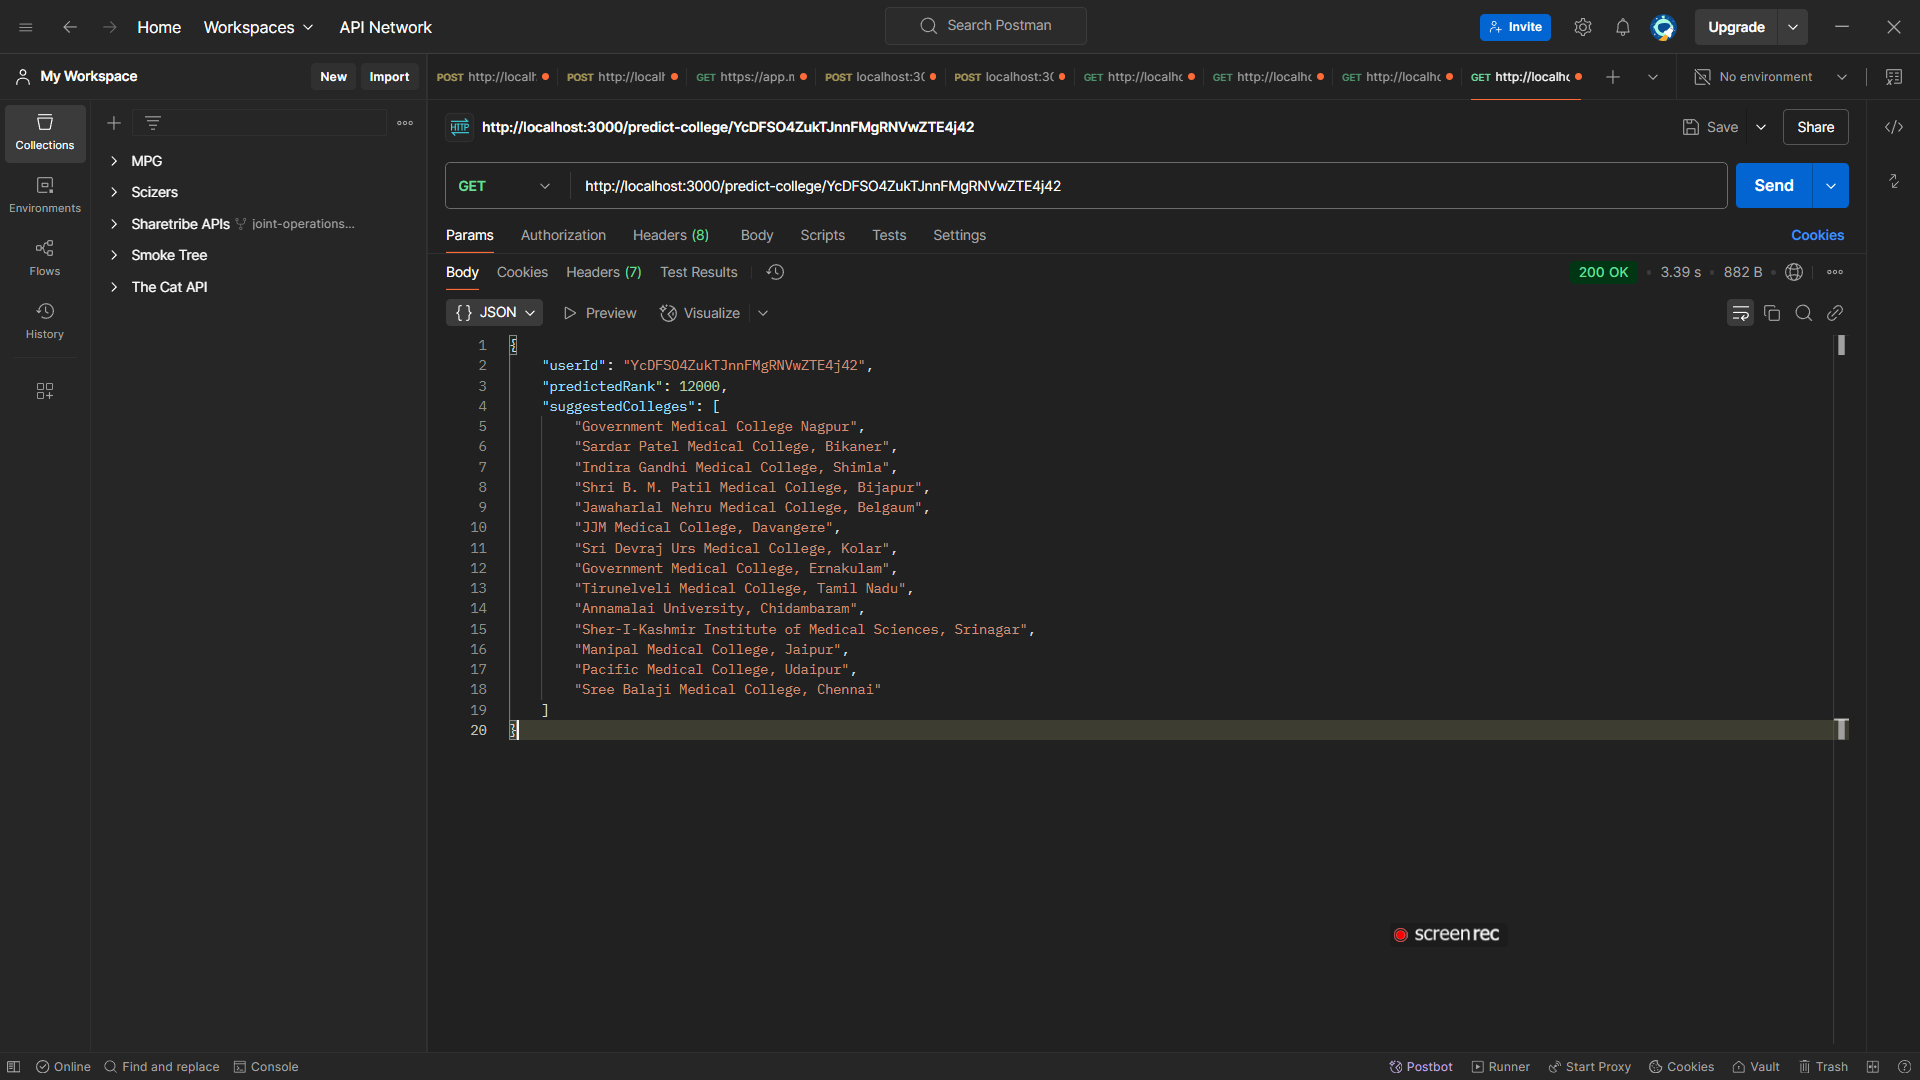 Home
Workspaces
API Network
Search Postman
Invite
Upgrade
My Workspace
New
Import
POST http://localh
POST http://localh
GET https://app.n
POST localhost:3(
POST localhost:3(
GET http://localhc
GET http://localhc
GET http://localhc
GET http://localhc
No environment
Collections
Environments
Flows
History
MPG
Scizers
Sharetribe APIs joint-operations...
Smoke Tree
The Cat API
HTTP http://localhost:3000/predict-college/YcDFSO4ZukTJnnFMgRNVwZTE4j42
Save
Share
GET http://localhost:3000/predict-college/YcDFSO4ZukTJnnFMgRNVwZTE4j42
Send
Params Authorization Headers (8) Body Scripts Tests Settings Cookies
Body Cookies Headers (7) Test Results
200 OK • 3.39 s • 882 B •
{} JSON Preview Visualize
1 {
2 "userId": "YcDFSO4ZukTJnnFMgRNVwZTE4j42",
3 "predictedRank": 12000,
4 "suggestedColleges": [
5 "Government Medical College Nagpur",
6 "Sardar Patel Medical College, Bikaner",
7 "Indira Gandhi Medical College, Shimla",
8 "Shri B. M. Patil Medical College, Bijapur",
9 "Jawaharlal Nehru Medical College, Belgaum",
10 "JJM Medical College, Davangere",
11 "Sri Devraj Urs Medical College, Kolar",
12 "Government Medical College, Ernakulam",
13 "Tirunelveli Medical College, Tamil Nadu",
14 "Annamalai University, Chidambaram",
15 "Sher-I-Kashmir Institute of Medical Sciences, Srinagar",
16 "Manipal Medical College, Jaipur",
17 "Pacific Medical College, Udaipur",
18 "Sree Balaji Medical College, Chennai"
19 ]
20 }
screenrec
Online
Find and replace
Console
Postbot
Runner
Start Proxy
Cookies
Vault
Trash